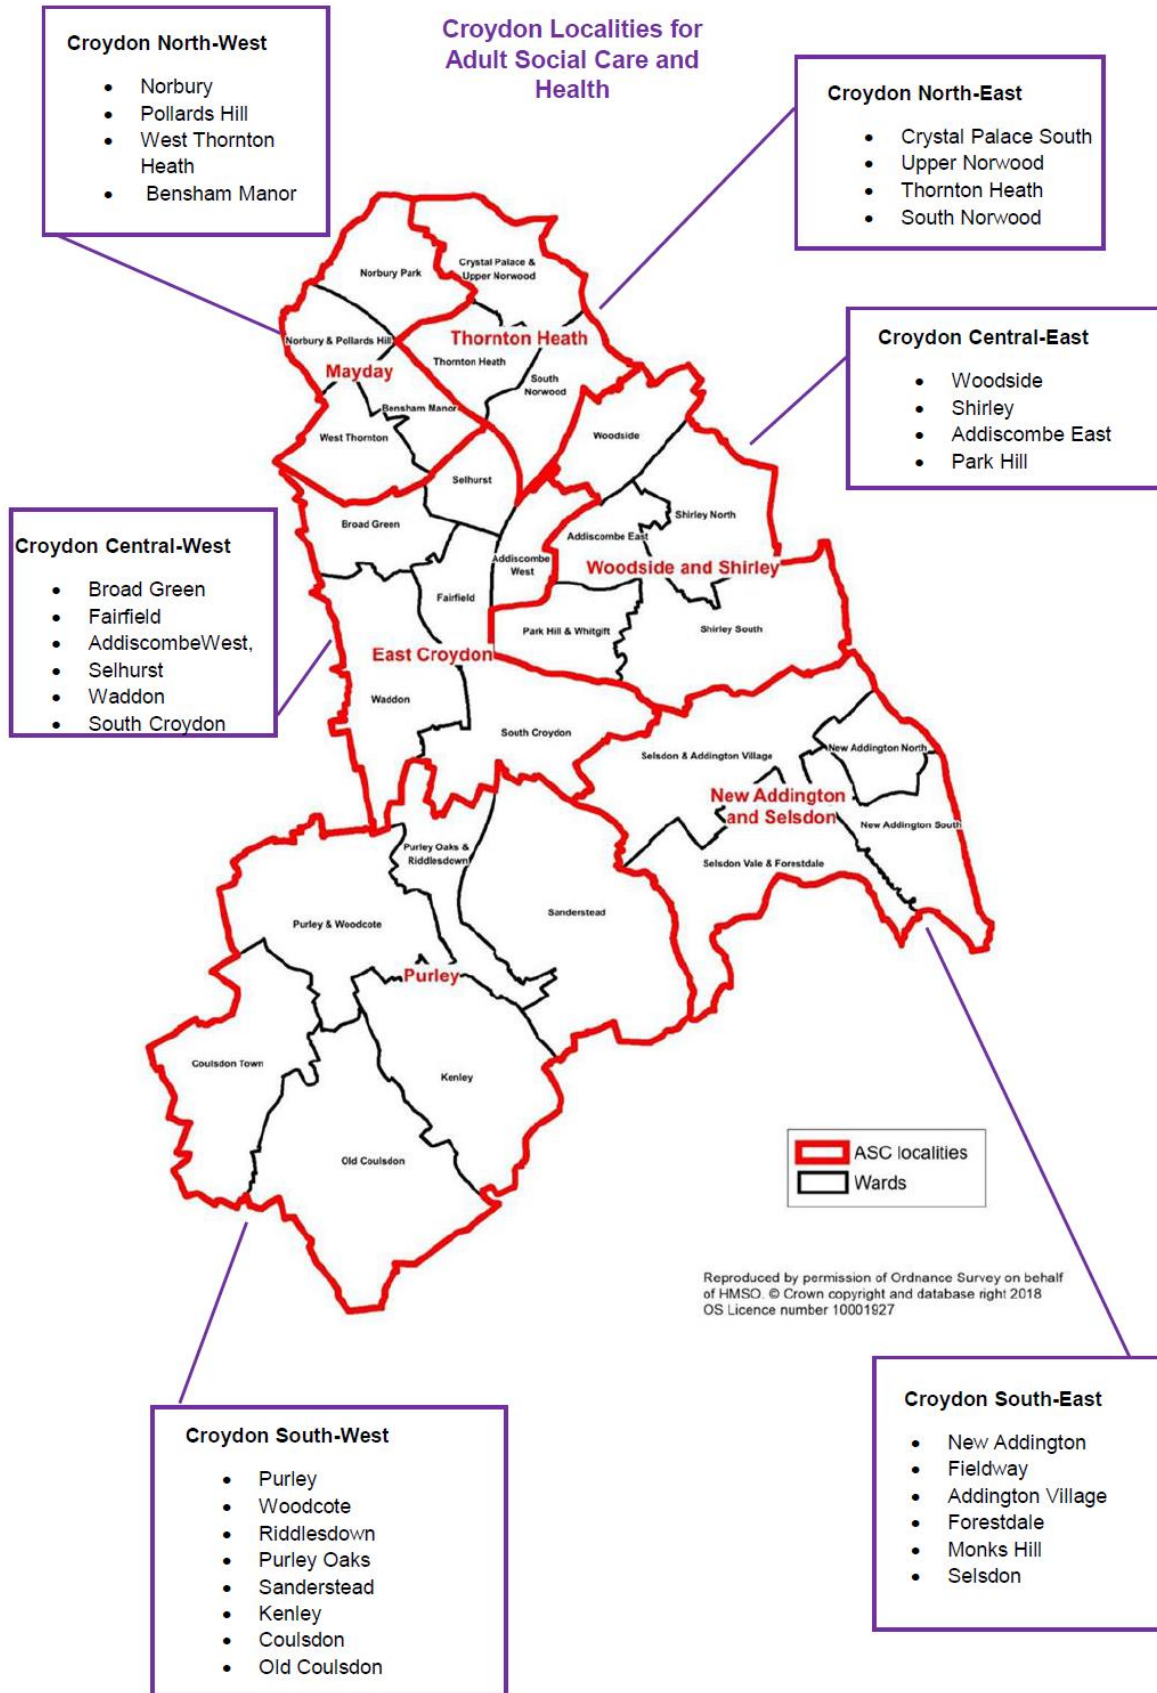 Croydon Localities for
Adult Social Care and
Health
Croydon North-West
• Norbury
• Pollards Hill
• West Thornton
Heath
• Bensham Manor
Croydon North-East
• Crystal Palace South
• Upper Norwood
• Thornton Heath
• South Norwood
Croydon Central-East
• Woodside
• Shirley
• Addiscombe East
• Park Hill
Croydon Central-West
• Broad Green
• Fairfield
• AddiscombeWest,
• Selhurst
• Waddon
• South Croydon
Norbury Park
Crystal Palace &
Upper Norwood
Norbury & Pollards Hill
Thornton Heath
Thornton Heath
Mayday
South
Norwood
Bensham Manor
West Thornton
Woodside
Selhurst
Broad Green
Shirley North
Addiscombe East
Addiscombe
West
Woodside and Shirley
Fairfield
Park Hill & Whitgift
Shirley South
East Croydon
Waddon
South Croydon
Selsdon & Addington Village
New Addington North
New Addington
and Selsdon
New Addington South
Selsdon Vale & Forestdale
Purley Oaks &
Riddlesdown
Sanderstead
Purley & Woodcote
Purley
Coulsdon Town
Kenley
Old Coulsdon
ASC localities
Wards
Reproduced by permission of Ordnance Survey on behalf
of HMSO. © Crown copyright and database right 2018
OS Licence number 10001927
Croydon South-West
• Purley
• Woodcote
• Riddlesdown
• Purley Oaks
• Sanderstead
• Kenley
• Coulsdon
• Old Coulsdon
Croydon South-East
• New Addington
• Fieldway
• Addington Village
• Forestdale
• Monks Hill
• Selsdon